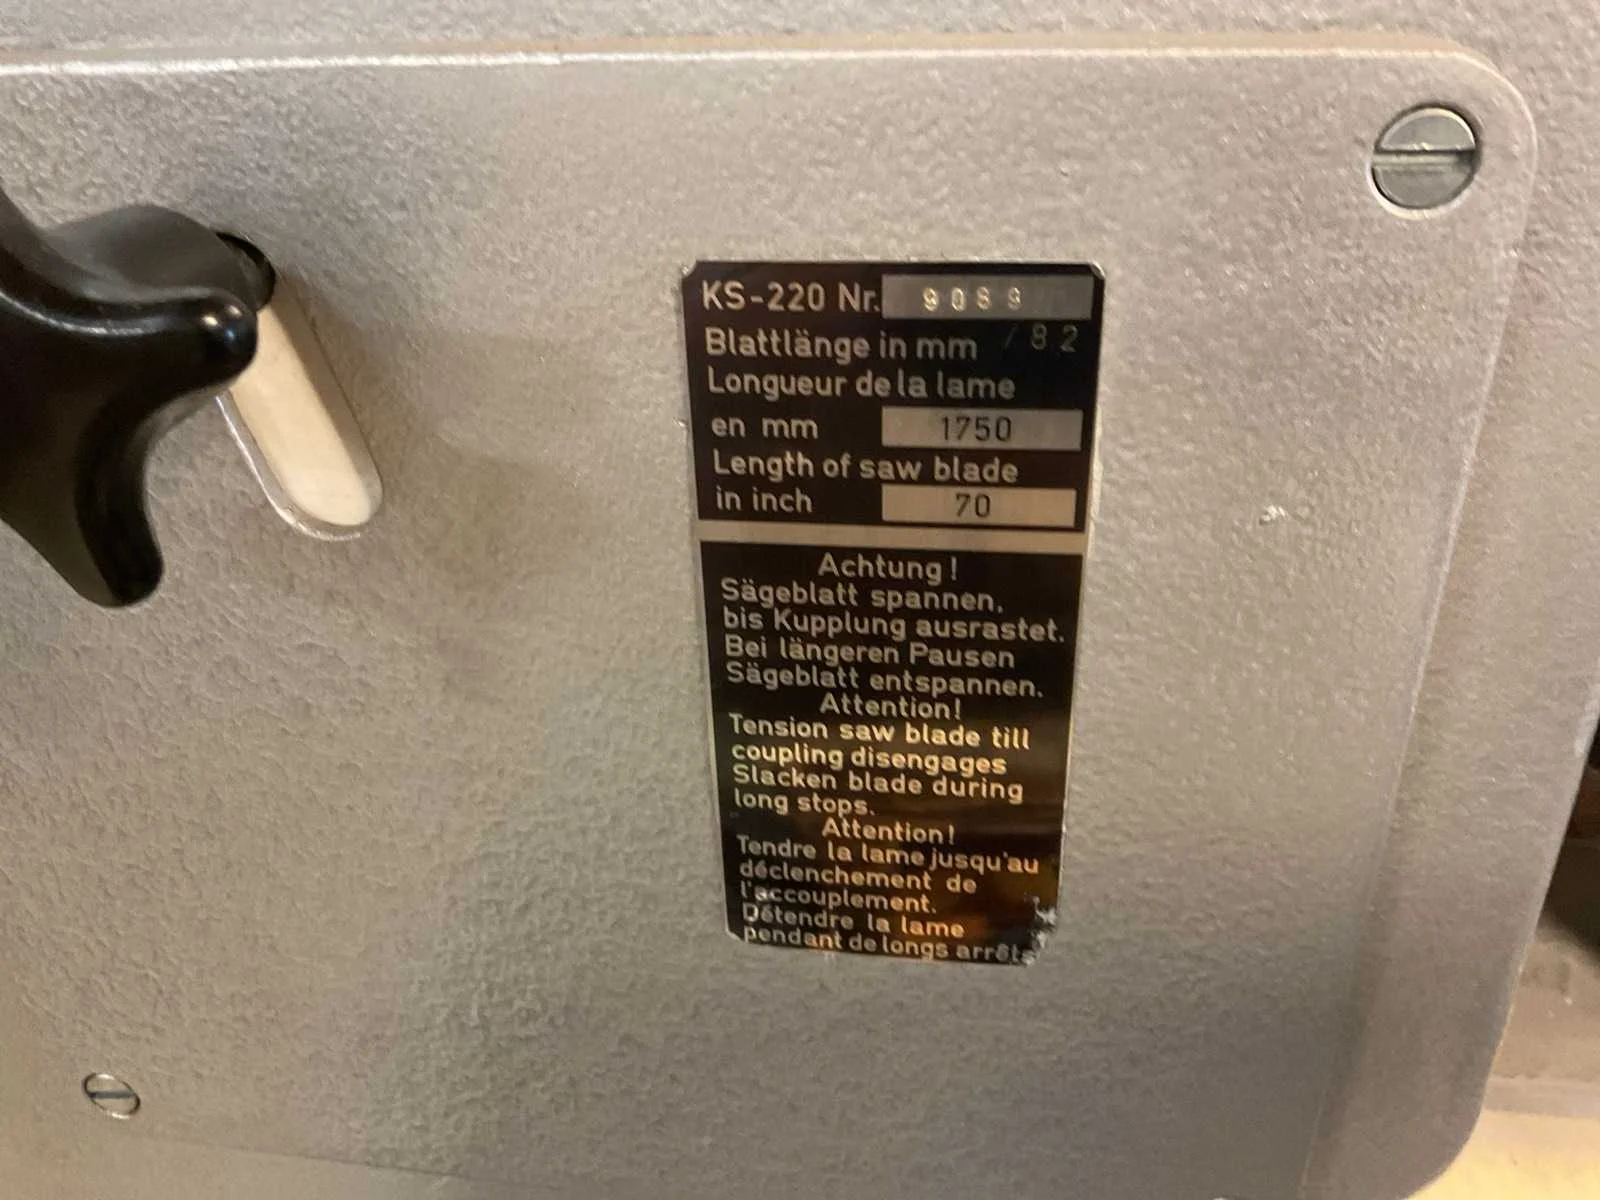 KS-220 Nr. 9089
Blattlänge in mm / 8.2
Longueur de la lame
en mm 1750
Length of saw blade
in inch 70
Achtung!
Sägeblatt spannen,
bis Kupplung ausrastet.
Bei längeren Pausen
Sägeblatt entspannen.
Attention!
Tension saw blade till
coupling disengages
Slacken blade during
long stops.
Attention!
Tendre la lame jusqu'au
déclenchement de
l'accouplement.
Détendre la lame
pendant de longs arrêts